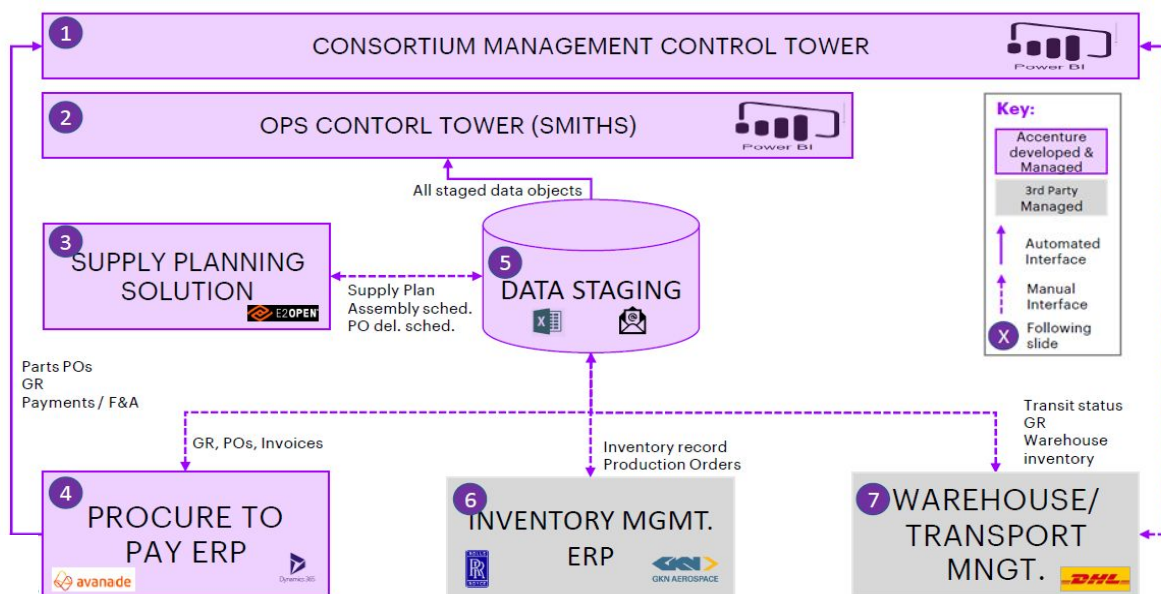 1
CONSORTIUM MANAGEMENT CONTROL TOWER
Power BI
2
OPS CONTORL TOWER (SMITHS)
Power BI
Key:
Accenture
developed &
Managed
3rd Party
Managed
Automated
Interface
Manual
Interface
X
Following
slide
All staged data objects
3
SUPPLY PLANNING
SOLUTION
E2OPEN
Supply Plan
Assembly sched.
PO del. sched.
5
DATA STAGING
X
@
Parts POs
GR
Payments / F&A
GR, POs, Invoices
Inventory record
Production Orders
Transit status
GR
Warehouse
inventory
4
PROCURE TO
PAY ERP
avanade
Dynamics 365
6
INVENTORY MGMT.
ERP
ROLLS
RR
ROYCE
GKN
GKN AEROSPACE
7
WAREHOUSE/
TRANSPORT
MNGT.
DHL